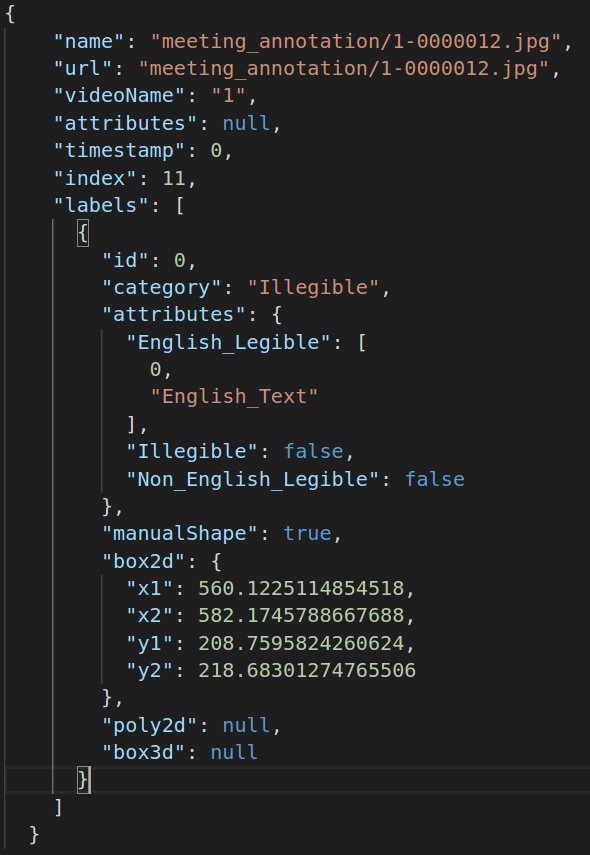 {
"name": "meeting_annotation/1-0000012.jpg",
"url": "meeting_annotation/1-0000012.jpg",
"videoName": "1",
"attributes": null,
"timestamp": 0,
"index": 11,
"labels": [
{
"id": 0,
"category": "Illegible",
"attributes": {
"English_Legible": [
0,
"English_Text"
],
"Illegible": false,
"Non_English_Legible": false
},
"manualShape": true,
"box2d": {
"x1": 560.1225114854518,
"x2": 582.1745788667688,
"y1": 208.7595824260624,
"y2": 218.68301274765506
},
"poly2d": null,
"box3d": null
}
]
}